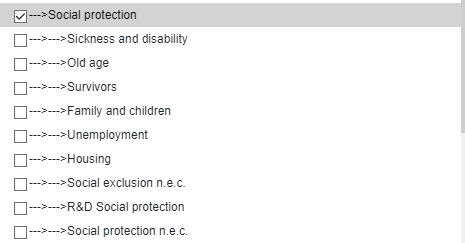 --->Social protection
--->--->Sickness and disability
--->--->Old age
--->--->Survivors
--->--->Family and children
--->--->Unemployment
--->--->Housing
--->--->Social exclusion n.e.c.
--->--->R&D Social protection
--->--->Social protection n.e.c.